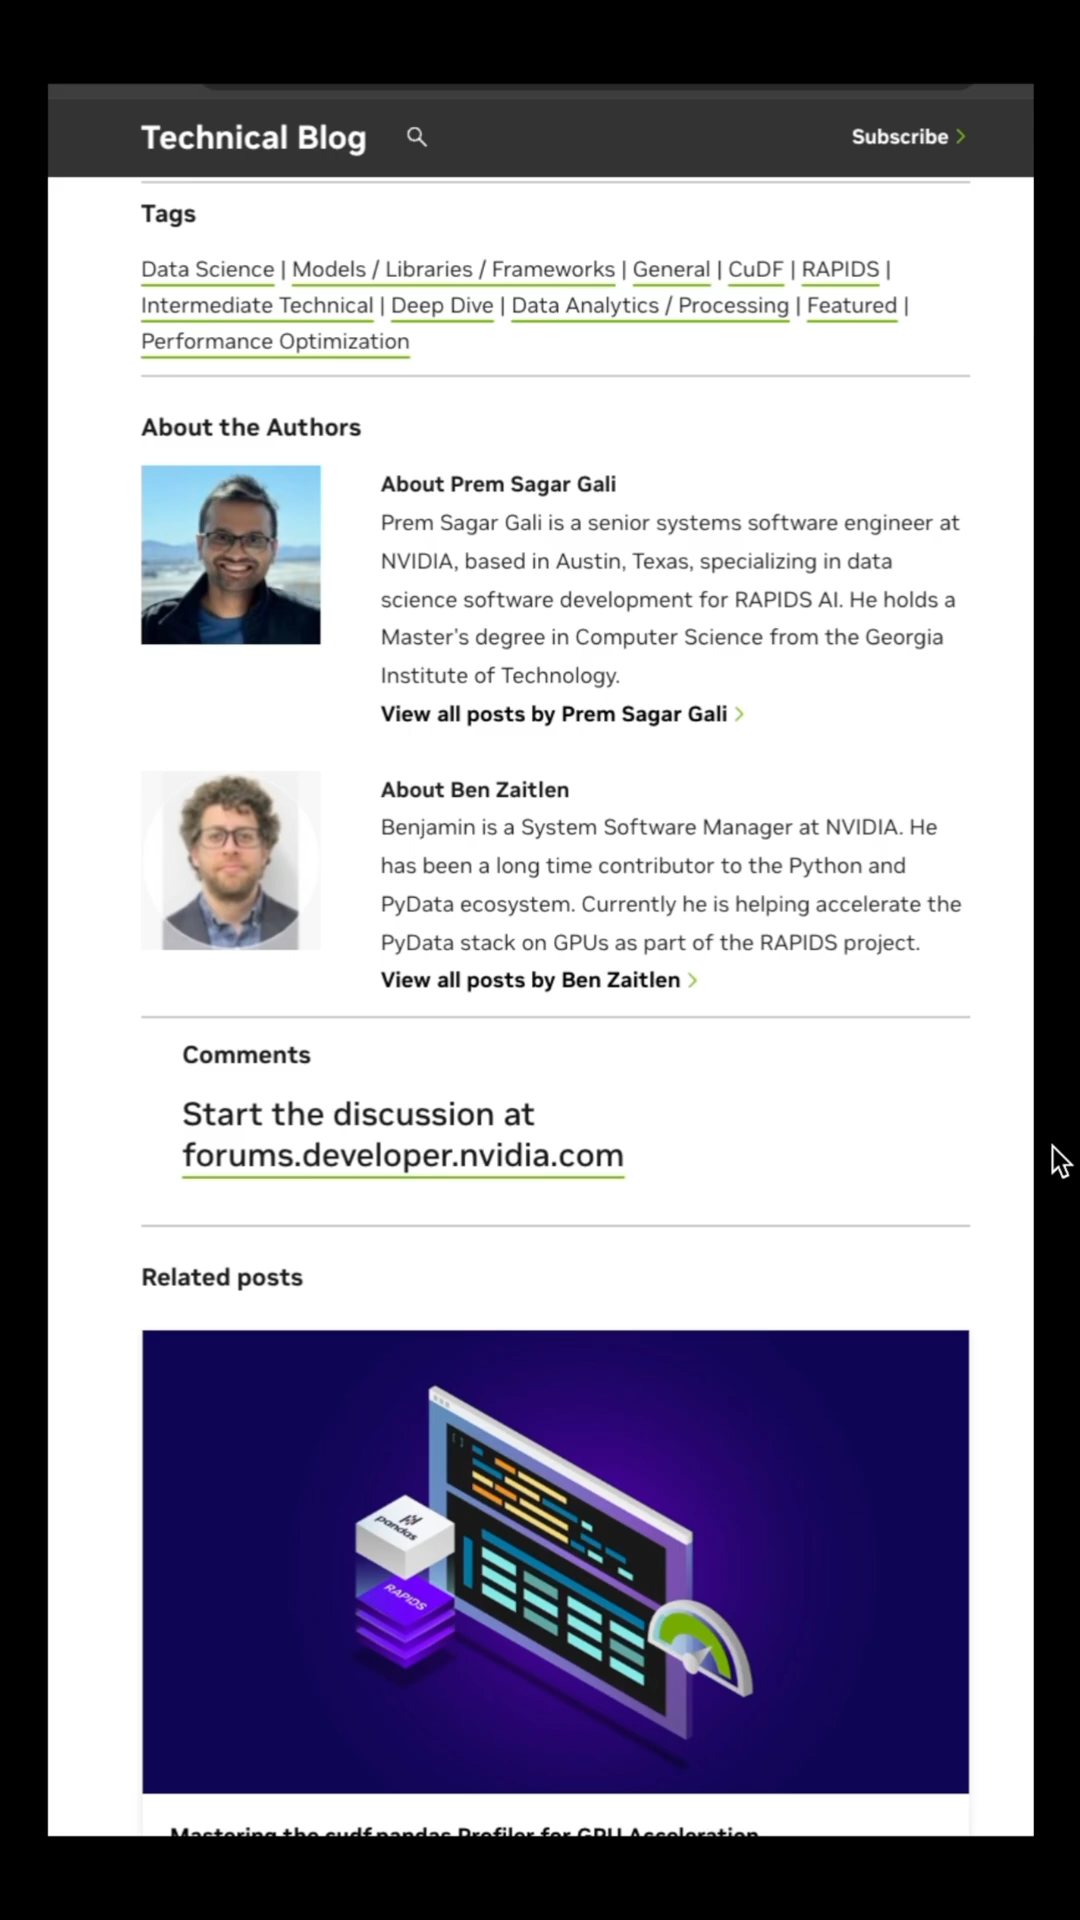 Technical Blog
Subscribe
Tags
Data Science | Models / Libraries / Frameworks | General | CuDF | RAPIDS |
Intermediate Technical | Deep Dive | Data Analytics / Processing | Featured |
Performance Optimization
About the Authors
About Prem Sagar Gali
Prem Sagar Gali is a senior systems software engineer at
NVIDIA, based in Austin, Texas, specializing in data
science software development for RAPIDS AI. He holds a
Master's degree in Computer Science from the Georgia
Institute of Technology.
View all posts by Prem Sagar Gali
About Ben Zaitlen
Benjamin is a System Software Manager at NVIDIA. He
has been a long time contributor to the Python and
PyData ecosystem. Currently he is helping accelerate the
PyData stack on GPUs as part of the RAPIDS project.
View all posts by Ben Zaitlen
Comments
Start the discussion at
forums.developer.nvidia.com
Related posts
pandas
RAPIDS
Mastering the cudf.pandas Profiler for GPU Acceleration